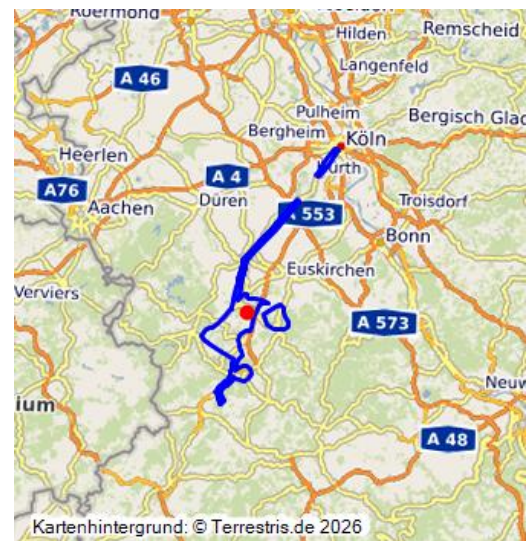 Roermond
Hilden
Remscheid
A 46
Langenfeld
Pulheim
Bergheim
Köln
Bergisch Glad
Heerlen
A 4
Hürth
A76
Düren
Troisdorf
Aachen
A 553
Bonn
Euskirchen
Verviers
A 573
Neuw
ium
A 48
Kartenhintergrund: © Terrestris.de 2026